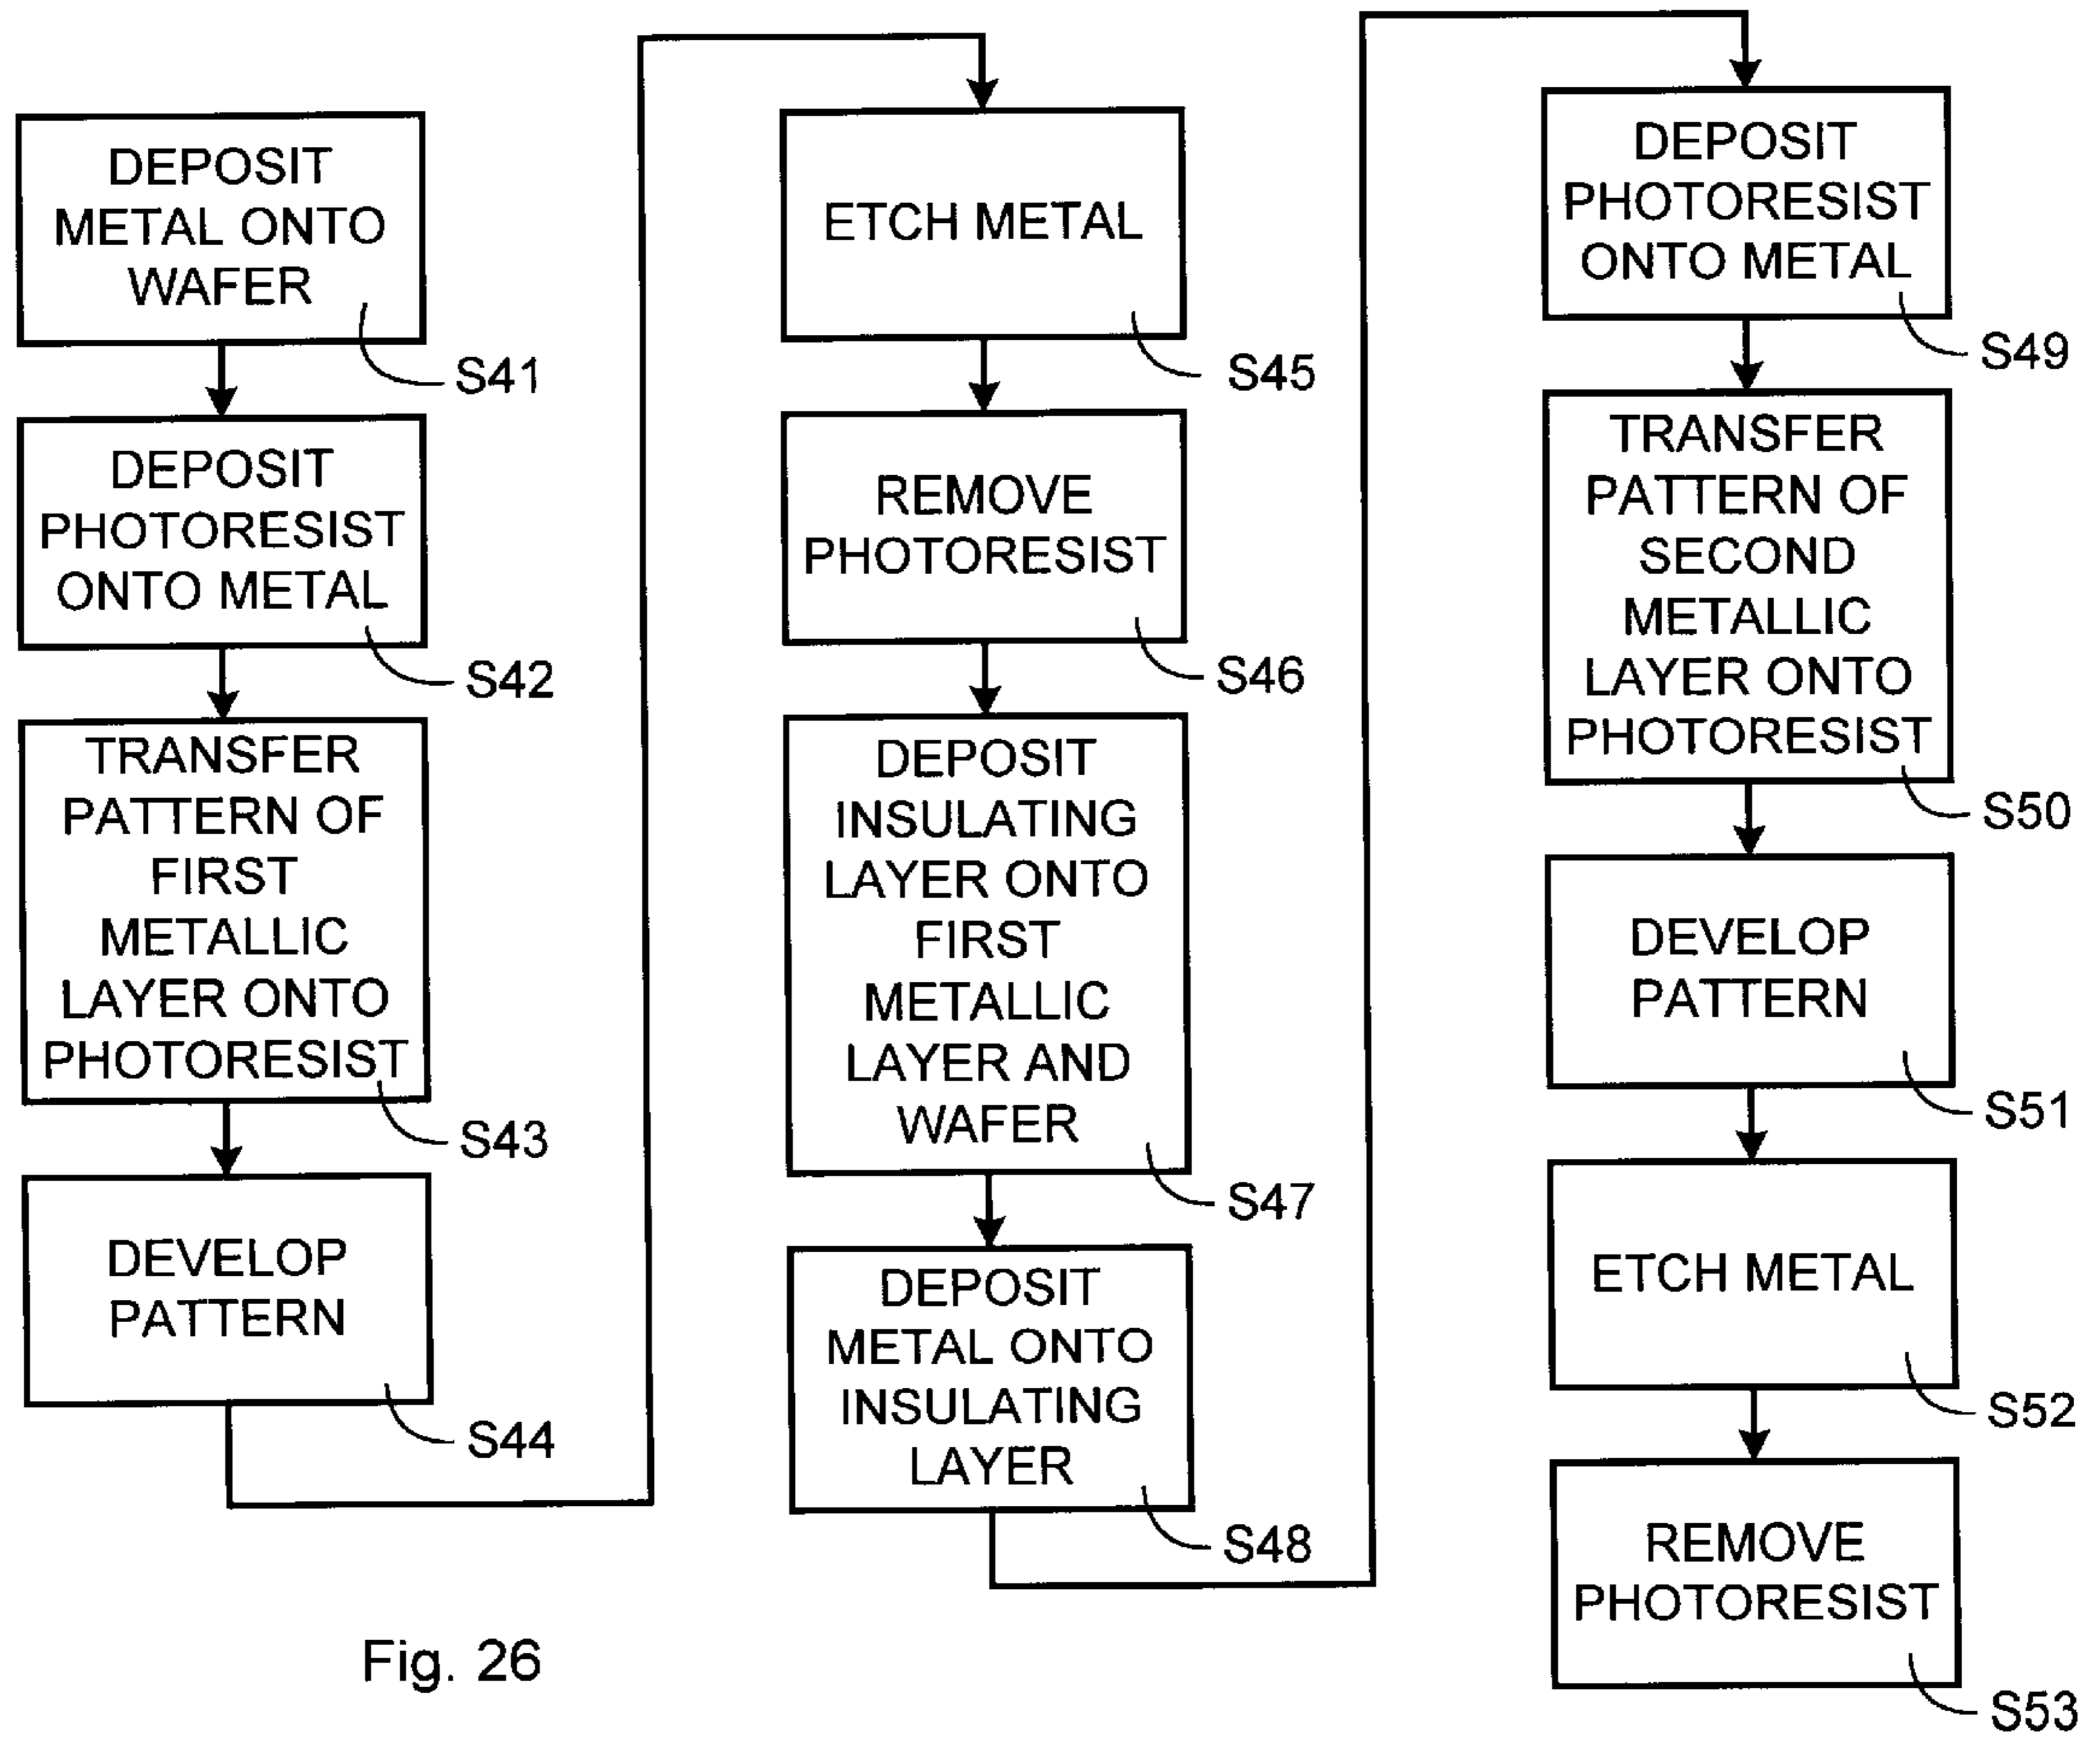 DEPOSIT
METAL ONTO
WAFER
S41
DEPOSIT
PHOTORESIST
ONTO METAL
S42
TRANSFER
PATTERN OF
FIRST
METALLIC
LAYER ONTO
PHOTORESIST
S43
DEVELOP
PATTERN
S44
ETCH METAL
S45
REMOVE
PHOTORESIST
S46
DEPOSIT
INSULATING
LAYER ONTO
FIRST
METALLIC
LAYER AND
WAFER
S47
DEPOSIT
METAL ONTO
INSULATING
LAYER
S48
DEPOSIT
PHOTORESIST
ONTO METAL
S49
TRANSFER
PATTERN OF
SECOND
METALLIC
LAYER ONTO
PHOTORESIST
S50
DEVELOP
PATTERN
S51
ETCH METAL
S52
REMOVE
PHOTORESIST
S53
Fig. 26